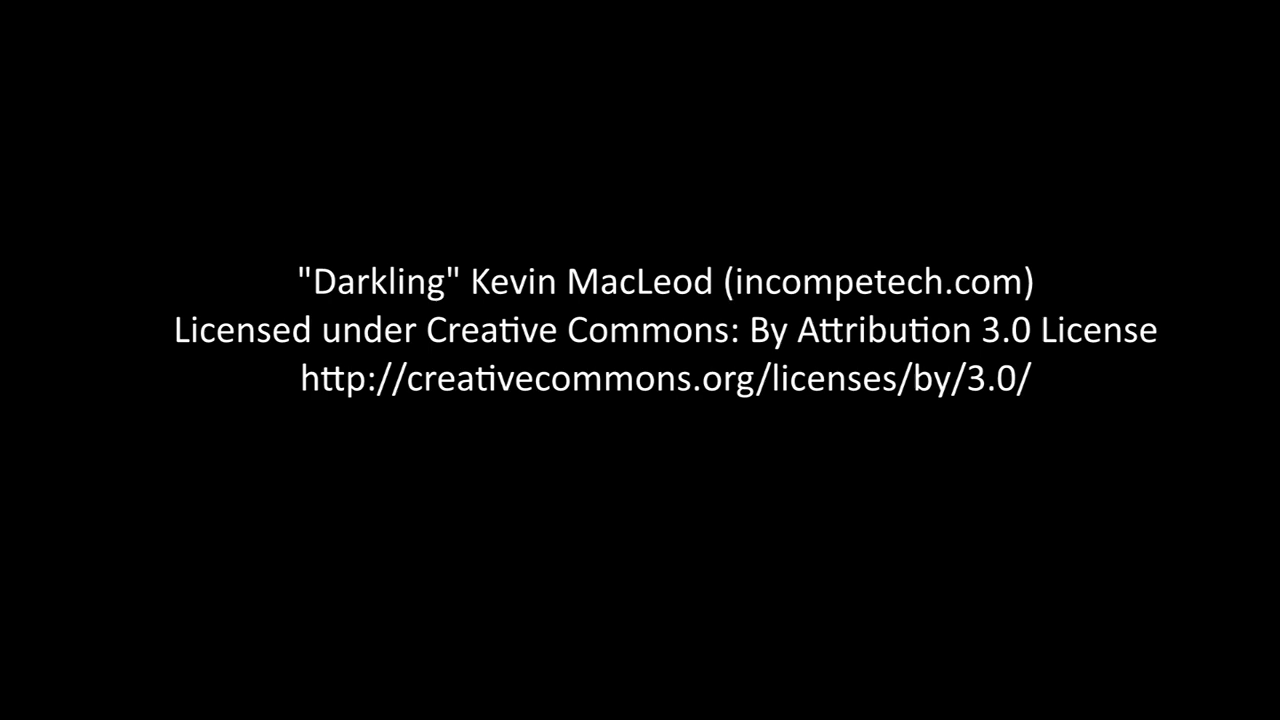 "Darkling" Kevin MacLeod (incompetech.com)
Licensed under Creative Commons: By Attribution 3.0 License
http://creativecommons.org/licenses/by/3.0/